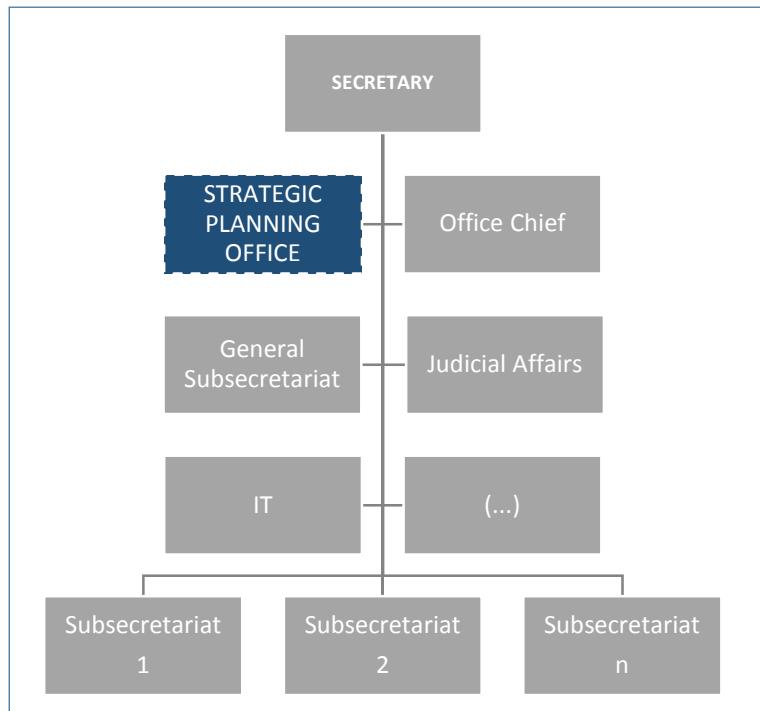 SECRETARY
STRATEGIC
PLANNING
OFFICE
Office Chief
General
Subsecretariat
Judicial Affairs
IT
(...)
Subsecretariat
1
Subsecretariat
2
Subsecretariat
n